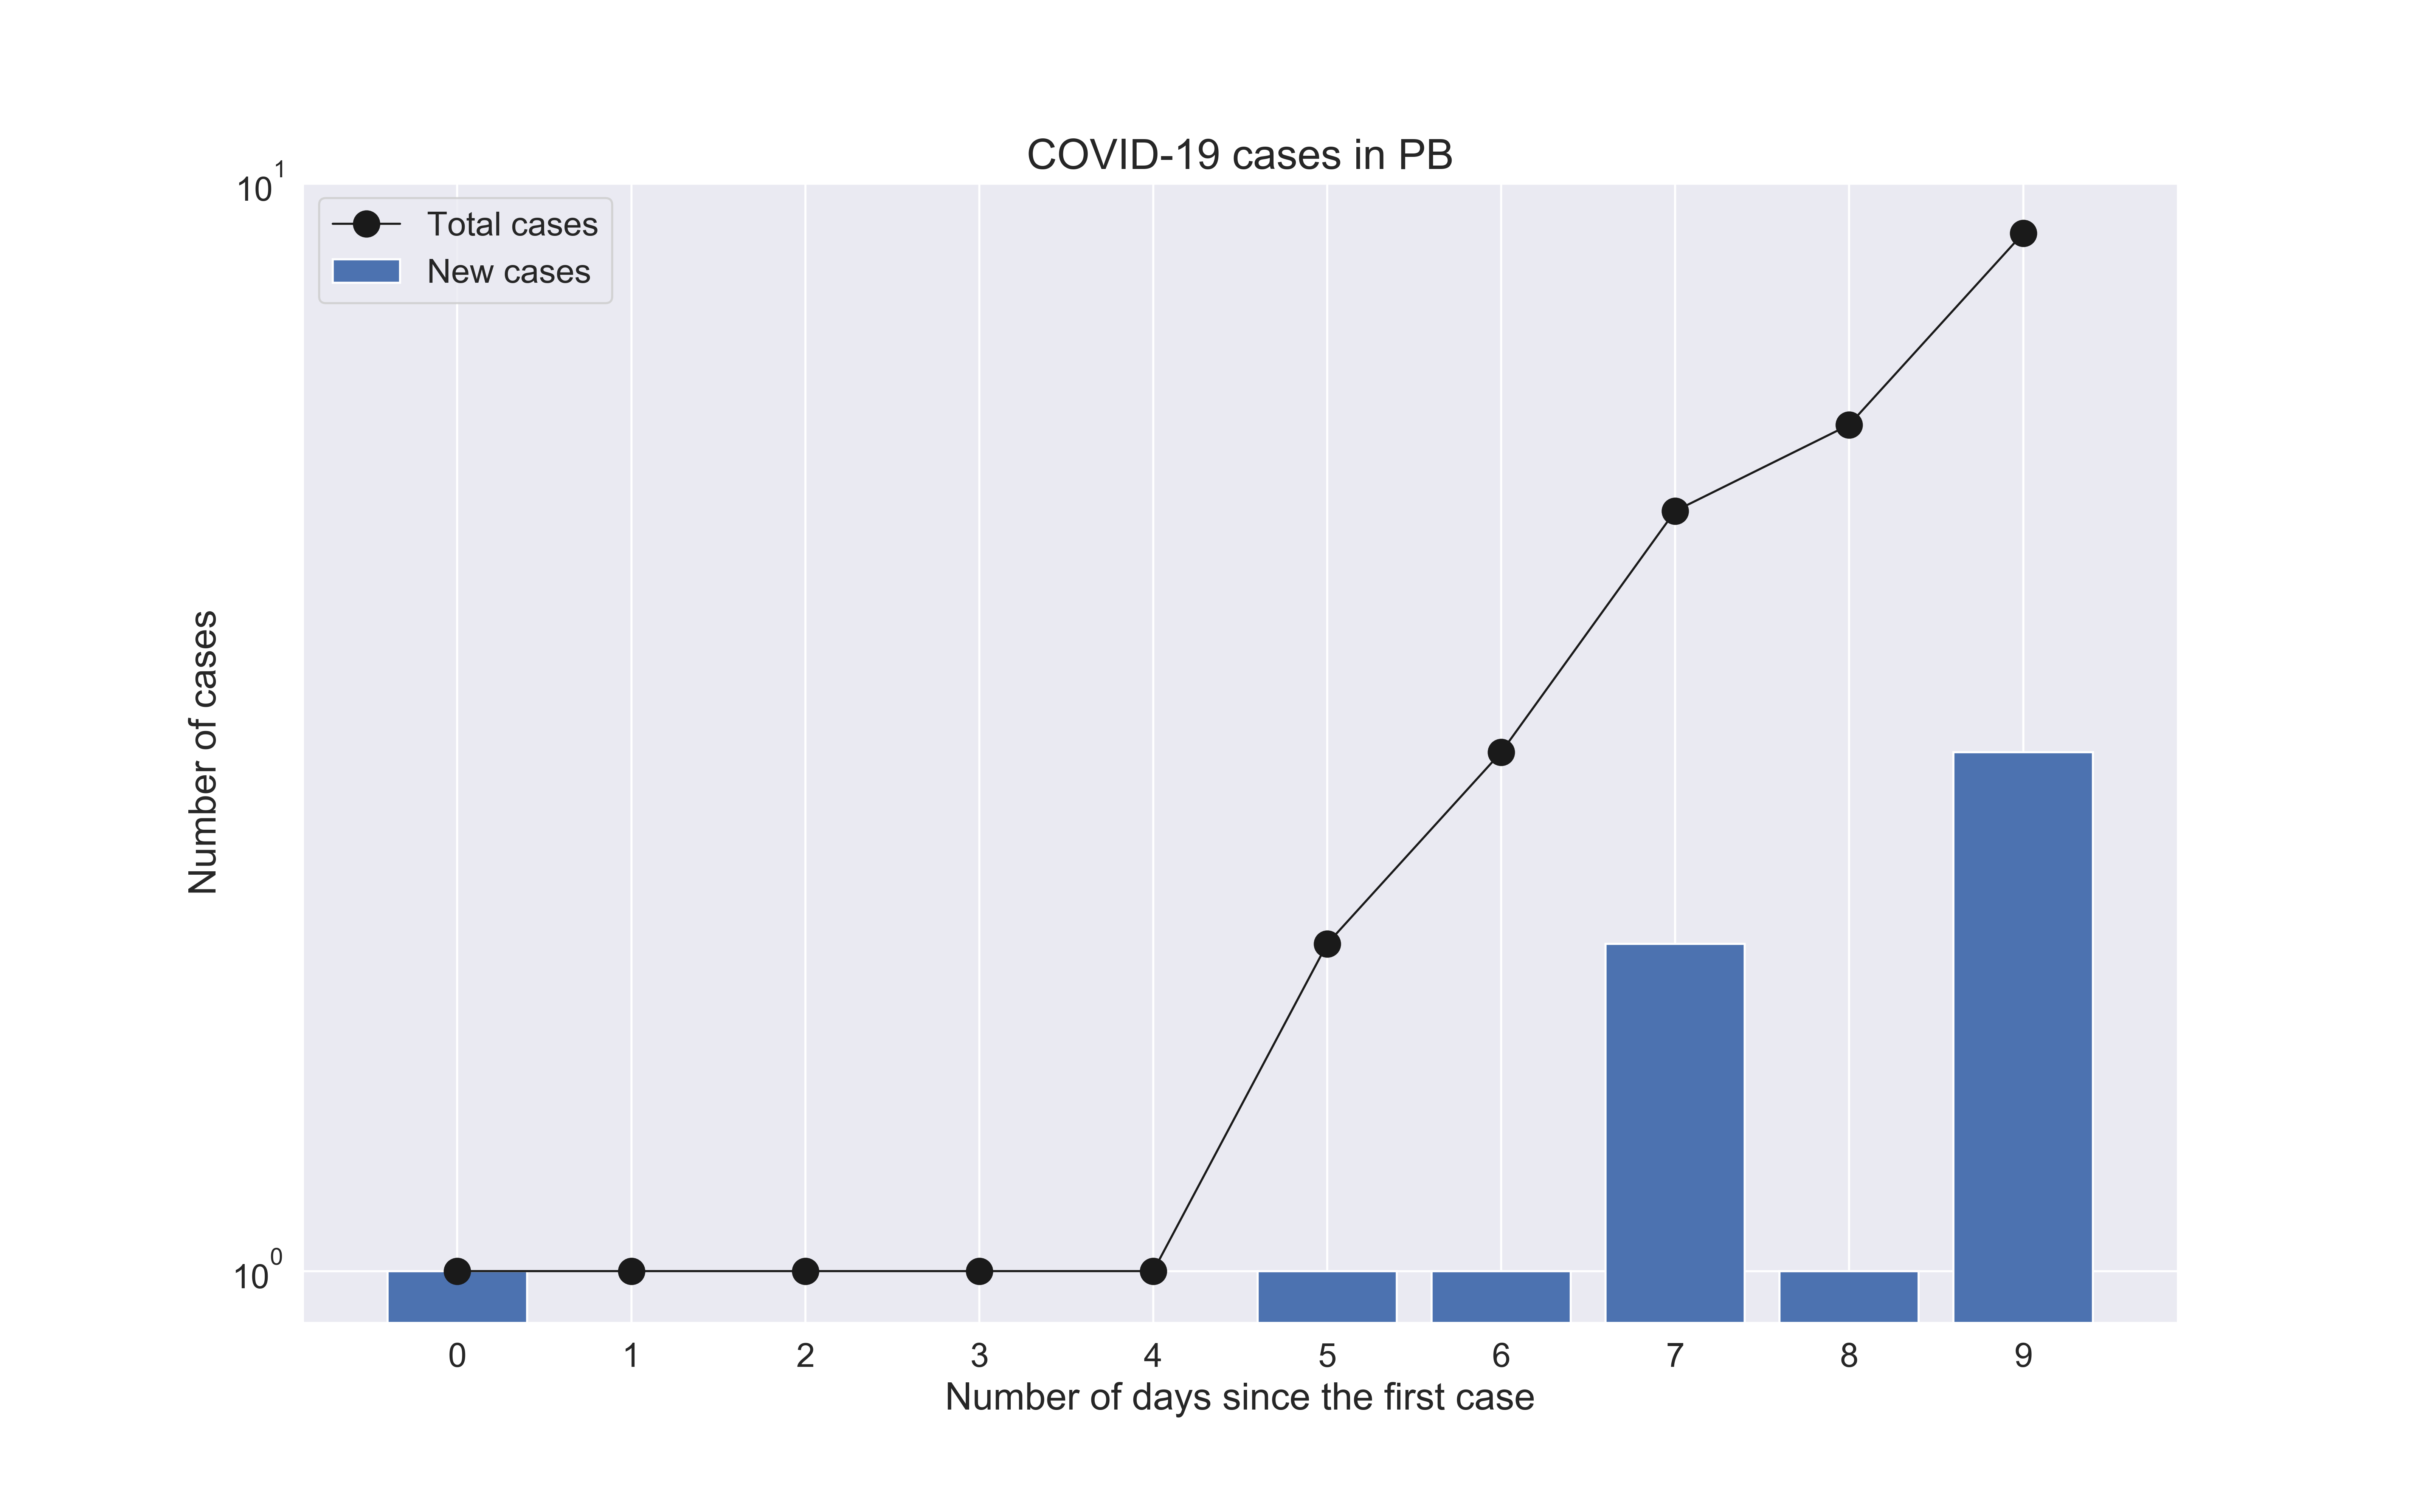 COVID-19 cases in PB
10^1
Total cases
New cases
Number of cases
10^0
0 1 2 3 4 5 6 7 8 9
Number of days since the first case